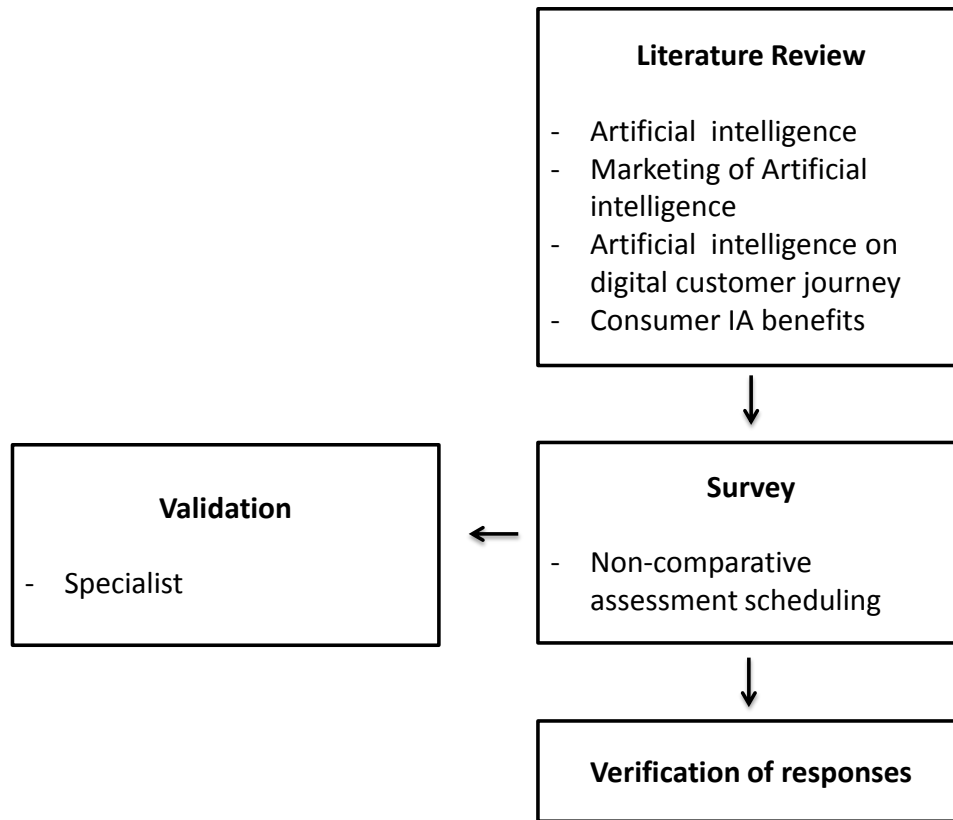 Literature Review
- Artificial intelligence
- Marketing of Artificial
intelligence
- Artificial intelligence on
digital customer journey
- Consumer IA benefits
Validation
- Specialist
Survey
- Non-comparative
assessment scheduling
Verification of responses